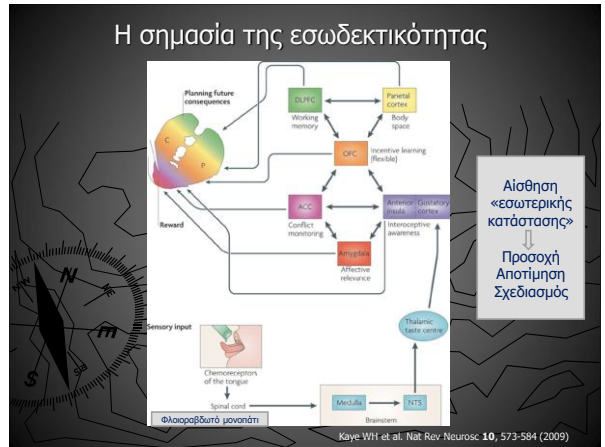 Η σημασία της εσωδεκτικότητας
Planning future
consequences
C
P
Reward
DLPFC
Working
memory
Parietal
cortex
Body
space
OFC
Incentive learning
(flexible)
ACC
Conflict
monitoring
Anterior
insula
Gustatory
cortex
Interoceptive
awareness
Amygdala
Affective
relevance
Αίσθηση
«εσωτερικής
κατάστασης»
Προσοχή
Αποτίμηση
Σχεδιασμός
Sensory input
Chemoreceptors
of the tongue
Spinal cord
Φλοιοραβδωτό μονοπάτι
Thalamic
taste centre
Medulla
NTS
Brainstem
N
NE
m
S
Kaye WH et al. Nat Rev Neurosc 10, 573-584 (2009)